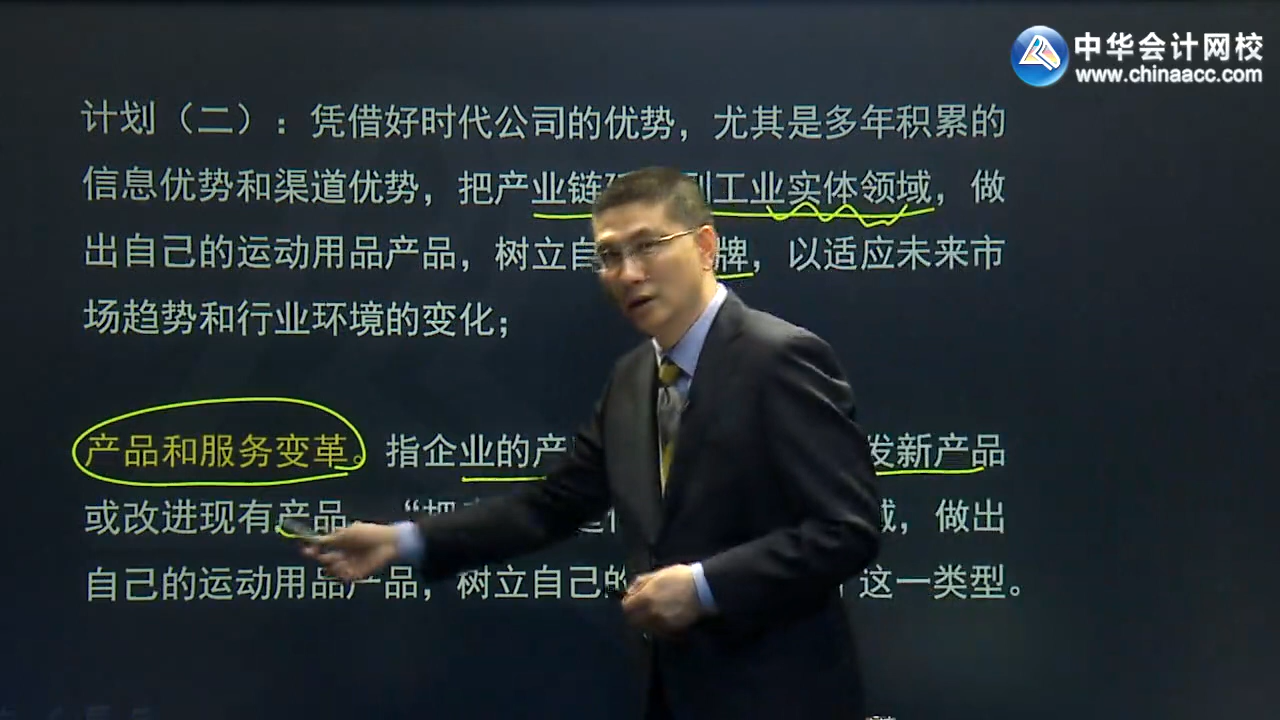 中华会计网校
www.chinaacc.com
计划（二）：凭借好时代公司的优势，尤其是多年积累的
信息优势和渠道优势，把产业链 到工业实体领域，做
出自己的运动用品产品，树立自 牌，以适应未来市
场趋势和行业环境的变化；
产品和服务变革。指企业的产 发新产品
或改进现有产品 “把 域，做出
自己的运动用品产品，树立自己的 这一类型。